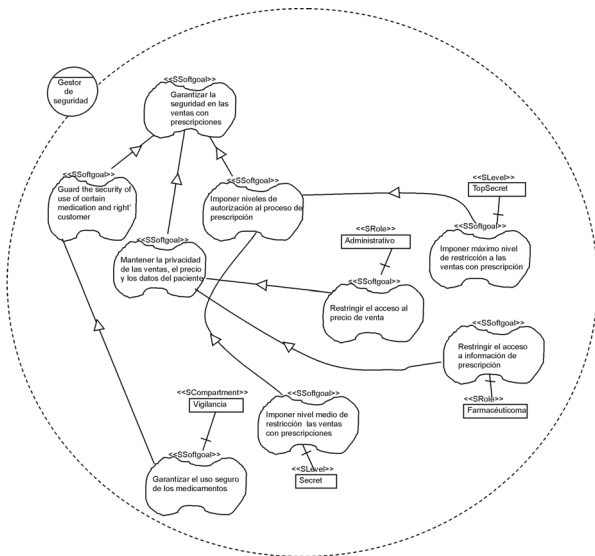 Gestor
de
seguridad
<<SSoftgoal>>
Garantizar la
seguridad en las
ventas con
prescripciones
<<SSoftgoal>>
Guard the security of
use of certain
medication and right'
customer
<<SSoftgoal>>
Imponer niveles de
autorización al proceso de
prescripción
<<SLevel>>
TopSecret
<<SSoftgoal>>
Imponer máximo nivel
de restricción a las
ventas con prescripción
<<SSoftgoal>>
Mantener la privacidad
de las ventas, el precio
y los datos del paciente
<<SRole>>
Administrativo
<<SSoftgoal>>
Restringir el acceso al
precio de venta
<<SSoftgoal>>
Restringir el acceso
a información de
prescripción
<<SRole>>
Farmacéuticoma
<<SCompartment>>
Vigilancia
<<SSoftgoal>>
Imponer nivel medio de
restricción las ventas
con prescripciones
<<SLevel>>
Secret
<<SSoftgoal>>
Garantizar el uso seguro
de los medicamentos